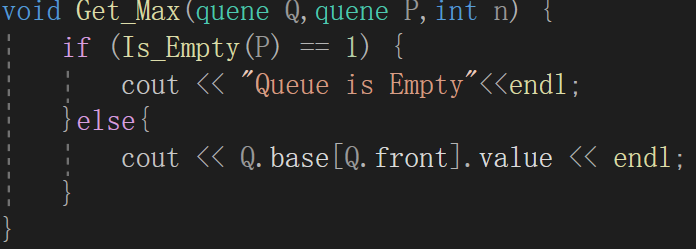 void Get_Max(quene Q,quene P,int n) {
if (Is_Empty(P) == 1) {
cout << "Queue is Empty"<<endl;
}else{
cout << Q.base[Q.front].value << endl;
}
}